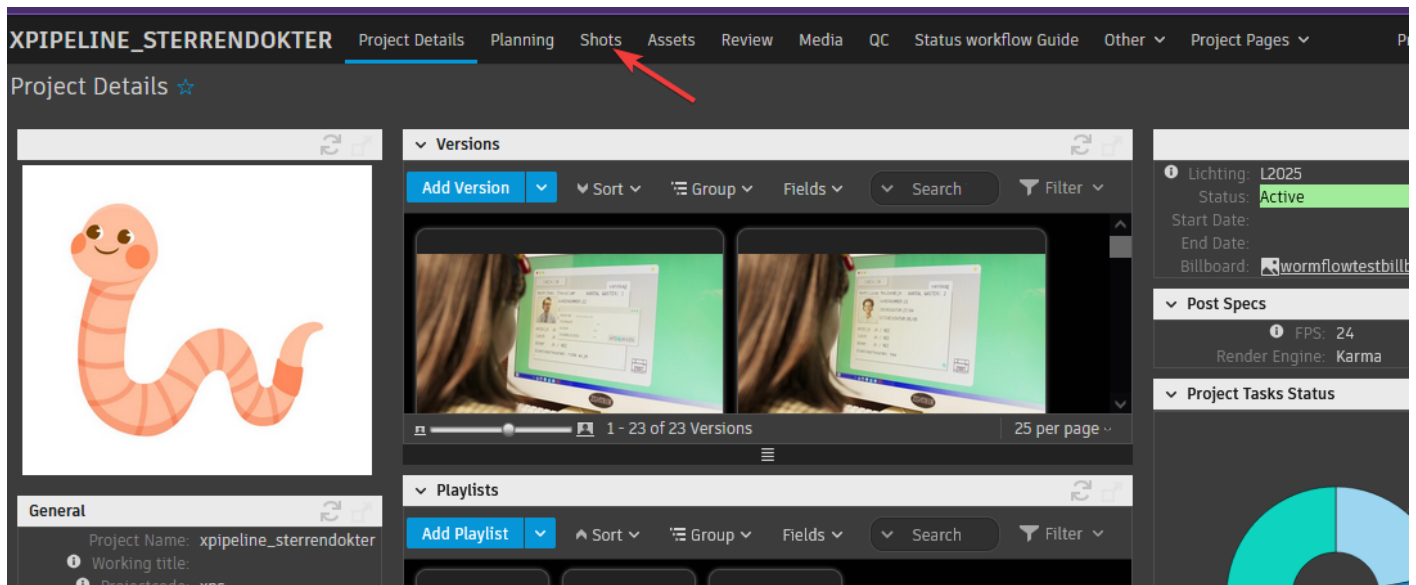 XPIPELINE_STERRENDOKTER Project Details Planning Shots Assets Review Media QC Status workflow Guide Other Project Pages
Project Details
Versions
Add Version Sort Group Fields Search Filter
1 - 23 of 23 Versions 25 per page
Playlists
Add Playlist Sort Group Fields Search Filter
General
Project Name: xpipeline_sterrendokter
Working title:
Projectcode: xps
Lichting: L2025
Status: Active
Start Date:
End Date:
Billboard: wormflowtestbillb
Post Specs
FPS: 24
Render Engine: Karma
Project Tasks Status